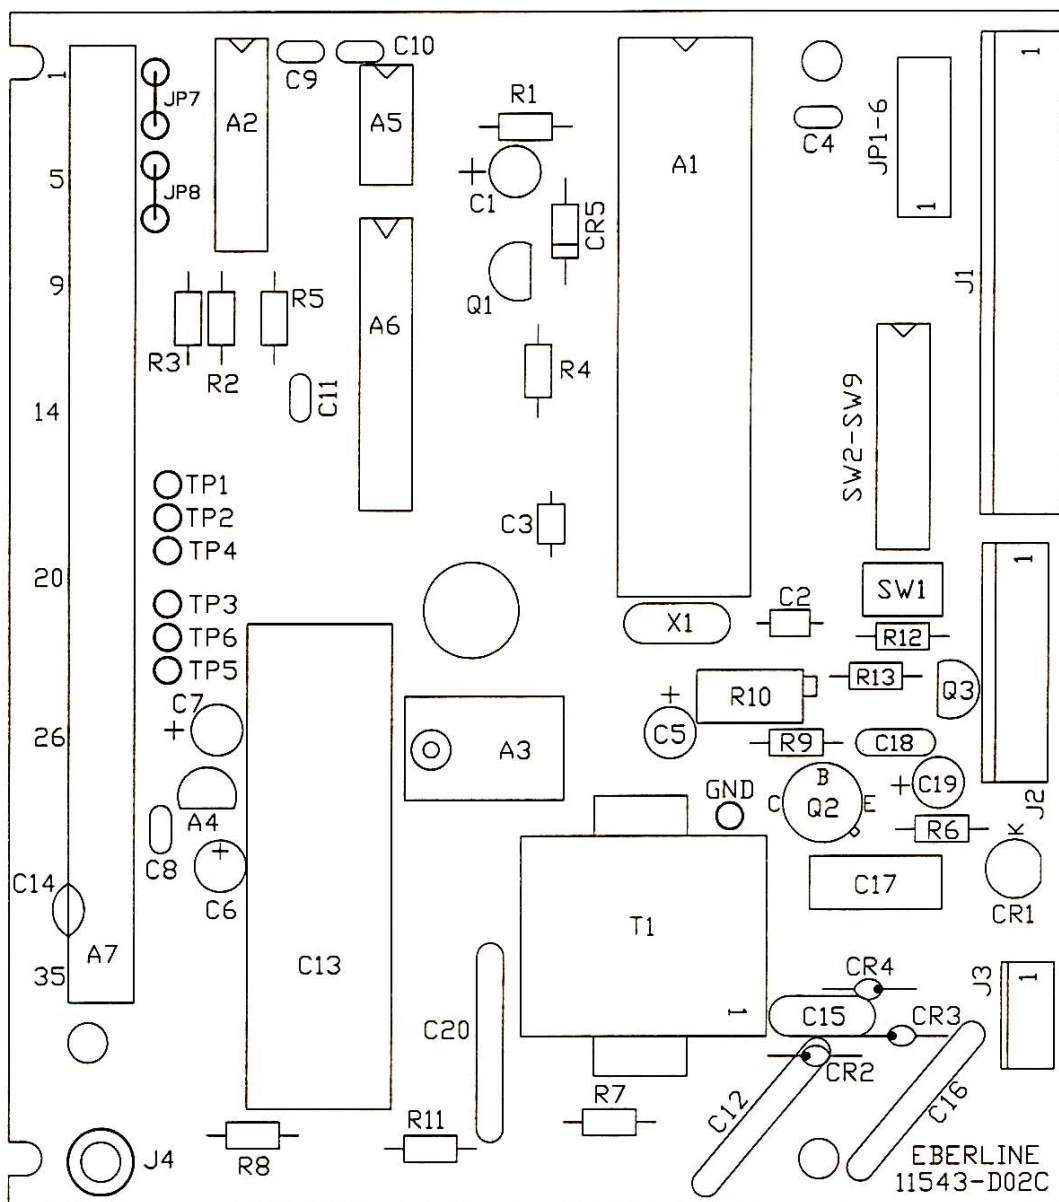 C10
C9
1
1
JP7
R1
A2
A5
JP1-6
C4
A1
5
JP8
C1
CR5
1
J1
9
Q1
R5
A6
R3
R2
R4
C11
14
SW2-SW9
TP1
TP2
C3
TP4
1
20
SW1
TP3
C2
X1
TP6
R12
TP5
R13
R10
Q3
C7
+
+
C5
26
A3
R9
C18
B
GND
C
Q2
E
+
C19
J2
A4
R6
K
C8
+
C14
C6
C17
CR1
T1
A7
C13
35
CR4
J3
1
1
C15
CR3
C20
CR2
R7
C12
C16
R11
J4
R8
EBERLINE
11543-D02C
+